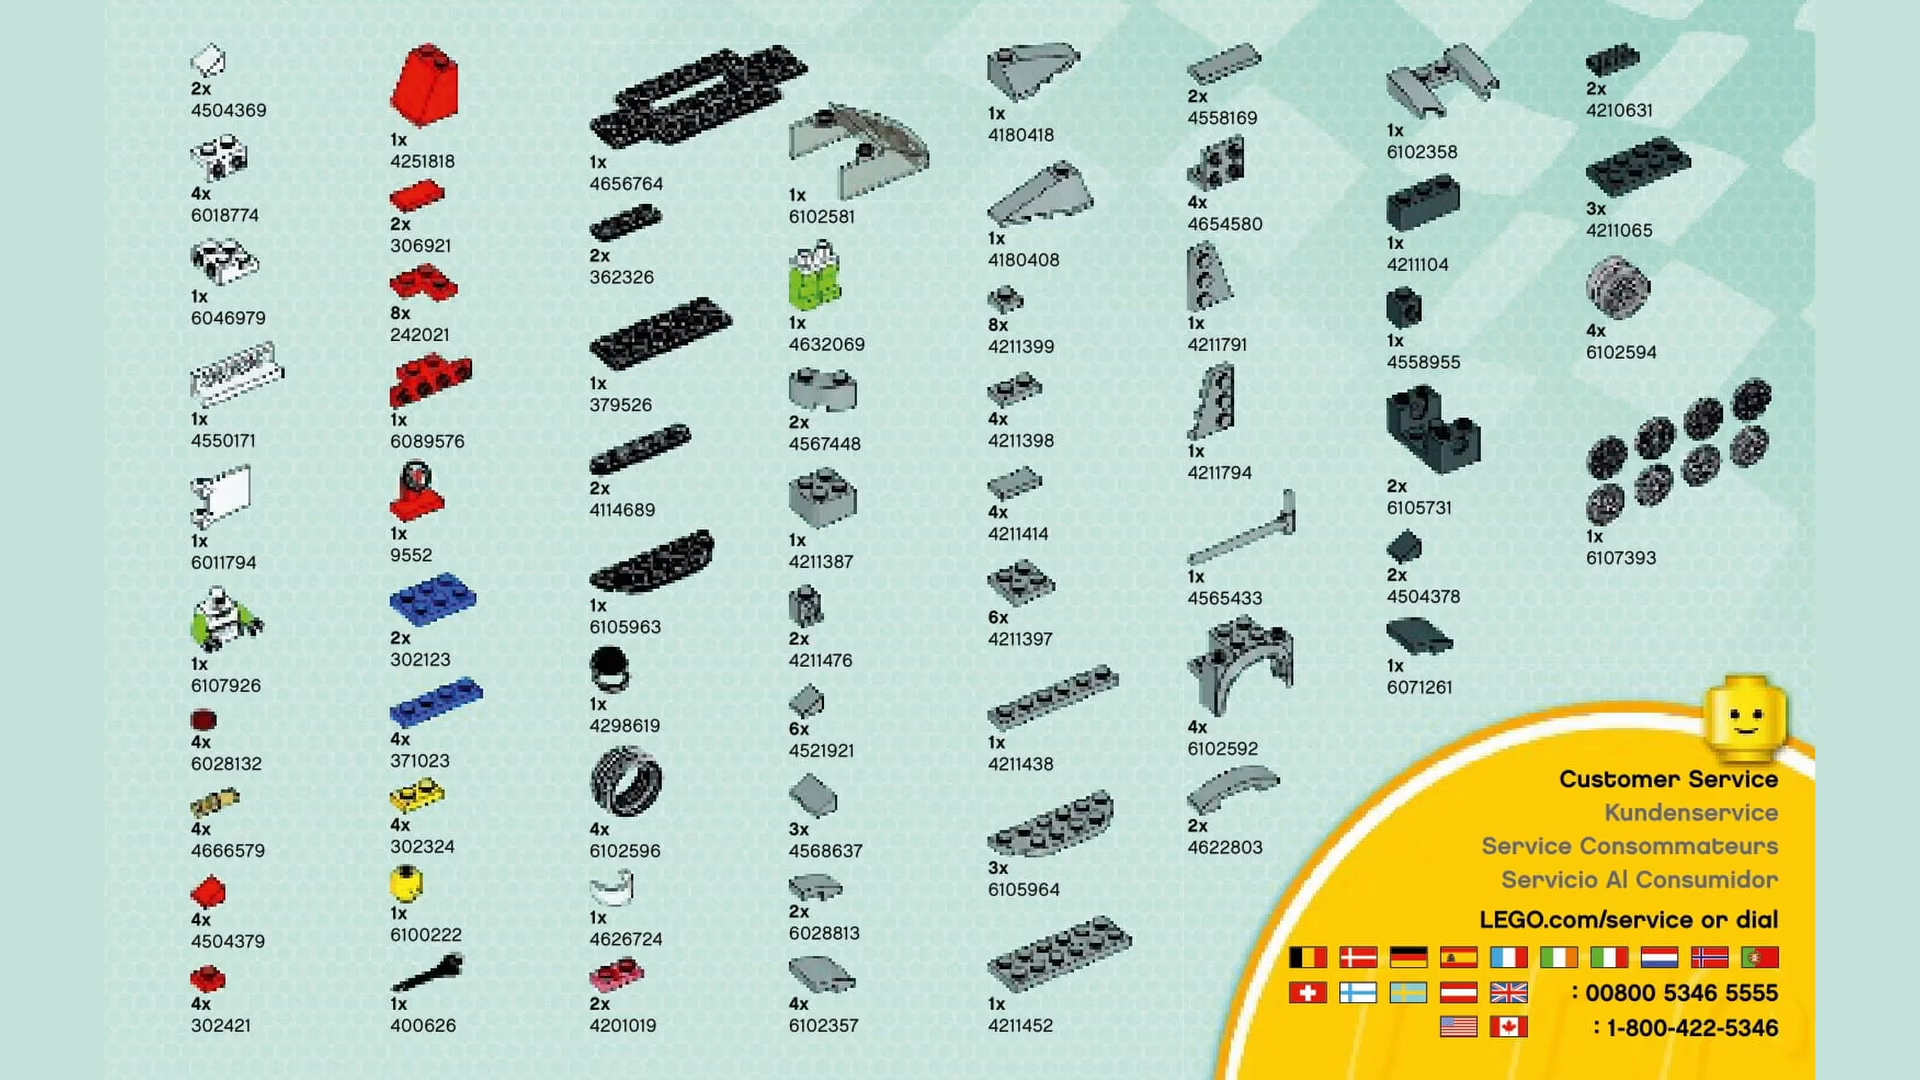 2x
4504369
4x
6018774
1x
6046979
1x
4550171
1x
6011794
1x
6107926
4x
6028132
4x
4666579
4x
4504379
4x
302421
1x
4251818
2x
306921
8x
242021
1x
6089576
1x
9552
2x
302123
4x
371023
4x
302324
1x
6100222
1x
400626
1x
4656764
2x
362326
1x
379526
2x
4114689
1x
6105963
1x
4298619
4x
6102596
1x
4626724
2x
4201019
1x
6102581
1x
4632069
2x
4567448
1x
4211387
2x
4211476
6x
4521921
3x
4568637
2x
6028813
4x
6102357
1x
4180418
1x
4180408
8x
4211399
4x
4211398
4x
4211414
6x
4211397
1x
4211438
3x
6105964
1x
4211452
2x
4558169
4x
4654580
1x
4211791
1x
4211794
1x
4565433
4x
6102592
2x
4622803
1x
6102358
1x
4211104
1x
4558955
2x
6105731
2x
4504378
1x
6071261
2x
4210631
3x
4211065
4x
6102594
1x
6107393
Customer Service
Kundenservice
Service Consommateurs
Servicio Al Consumidor
LEGO.com/service or dial
: 00800 5346 5555
: 1-800-422-5346